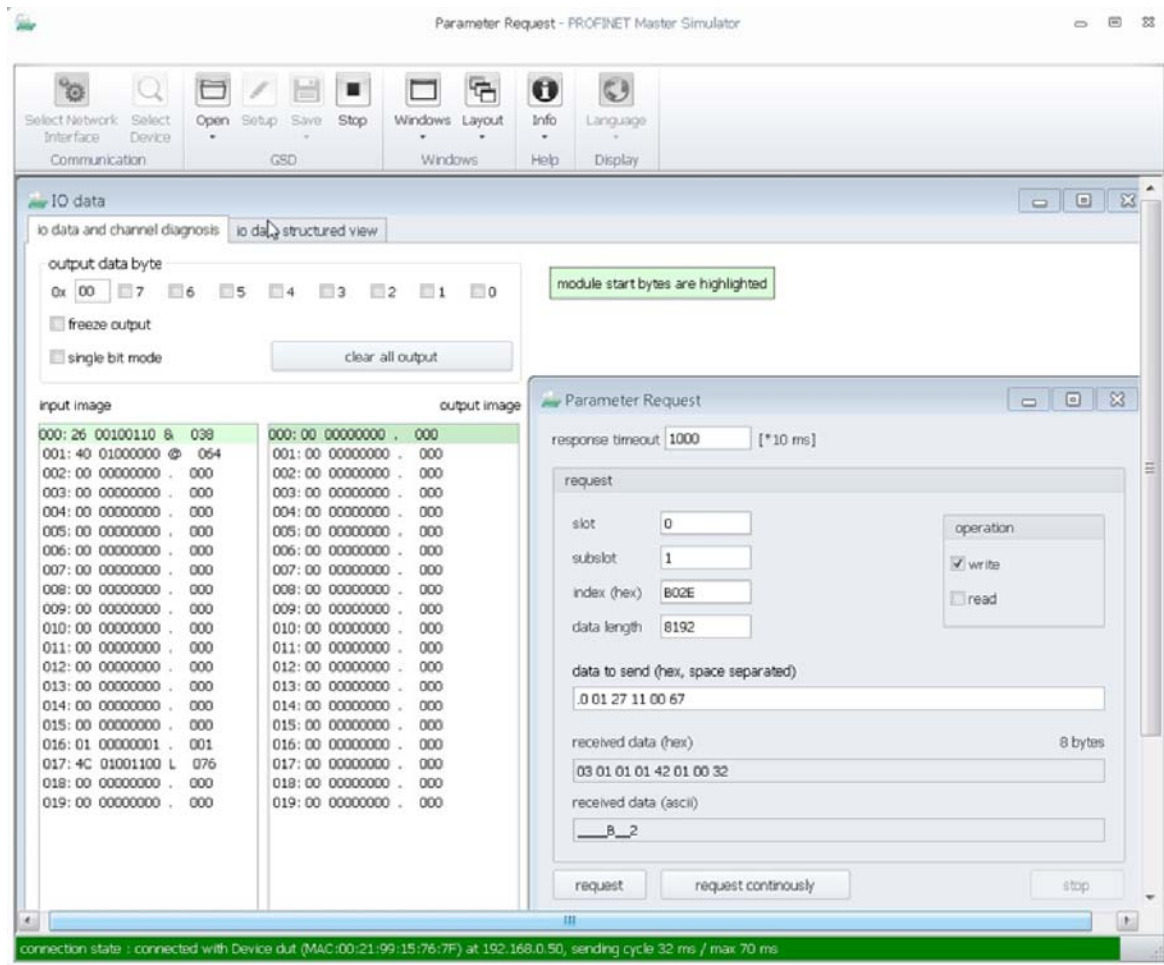 Parameter Request - PROFINET Master Simulator
Select Network Interface
Select Device
Open
Setup
Save
Stop
Windows
Layout
Info
Language
Communication
GSD
Windows
Help
Display
IO data
io data and channel diagnosis
io data structured view
output data byte
0x 00 7 6 5 4 3 2 1 0
module start bytes are highlighted
freeze output
single bit mode
clear all output
input image
output image
000: 26 00100110 & 038
001: 40 01000000 @ 064
002: 00 00000000 . 000
003: 00 00000000 . 000
004: 00 00000000 . 000
005: 00 00000000 . 000
006: 00 00000000 . 000
007: 00 00000000 . 000
008: 00 00000000 . 000
009: 00 00000000 . 000
010: 00 00000000 . 000
011: 00 00000000 . 000
012: 00 00000000 . 000
013: 00 00000000 . 000
014: 00 00000000 . 000
015: 00 00000000 . 000
016: 01 00000001 . 001
017: 4C 01001100 L 076
018: 00 00000000 . 000
019: 00 00000000 . 000
000: 00 00000000 . 000
001: 00 00000000 . 000
002: 00 00000000 . 000
003: 00 00000000 . 000
004: 00 00000000 . 000
005: 00 00000000 . 000
006: 00 00000000 . 000
007: 00 00000000 . 000
008: 00 00000000 . 000
009: 00 00000000 . 000
010: 00 00000000 . 000
011: 00 00000000 . 000
012: 00 00000000 . 000
013: 00 00000000 . 000
014: 00 00000000 . 000
015: 00 00000000 . 000
016: 00 00000000 . 000
017: 00 00000000 . 000
018: 00 00000000 . 000
019: 00 00000000 . 000
Parameter Request
response timeout 1000 [*10 ms]
request
slot 0
subslot 1
index (hex) B02E
data length 8192
operation
write
read
data to send (hex, space separated)
.0 01 27 11 00 67
received data (hex) 8 bytes
03 01 01 01 42 01 00 32
received data (ascii)
____B__2
request
request continously
stop
connection state : connected with Device dut (MAC:00:21:99:15:76:7F) at 192.168.0.50, sending cycle 32 ms / max 70 ms